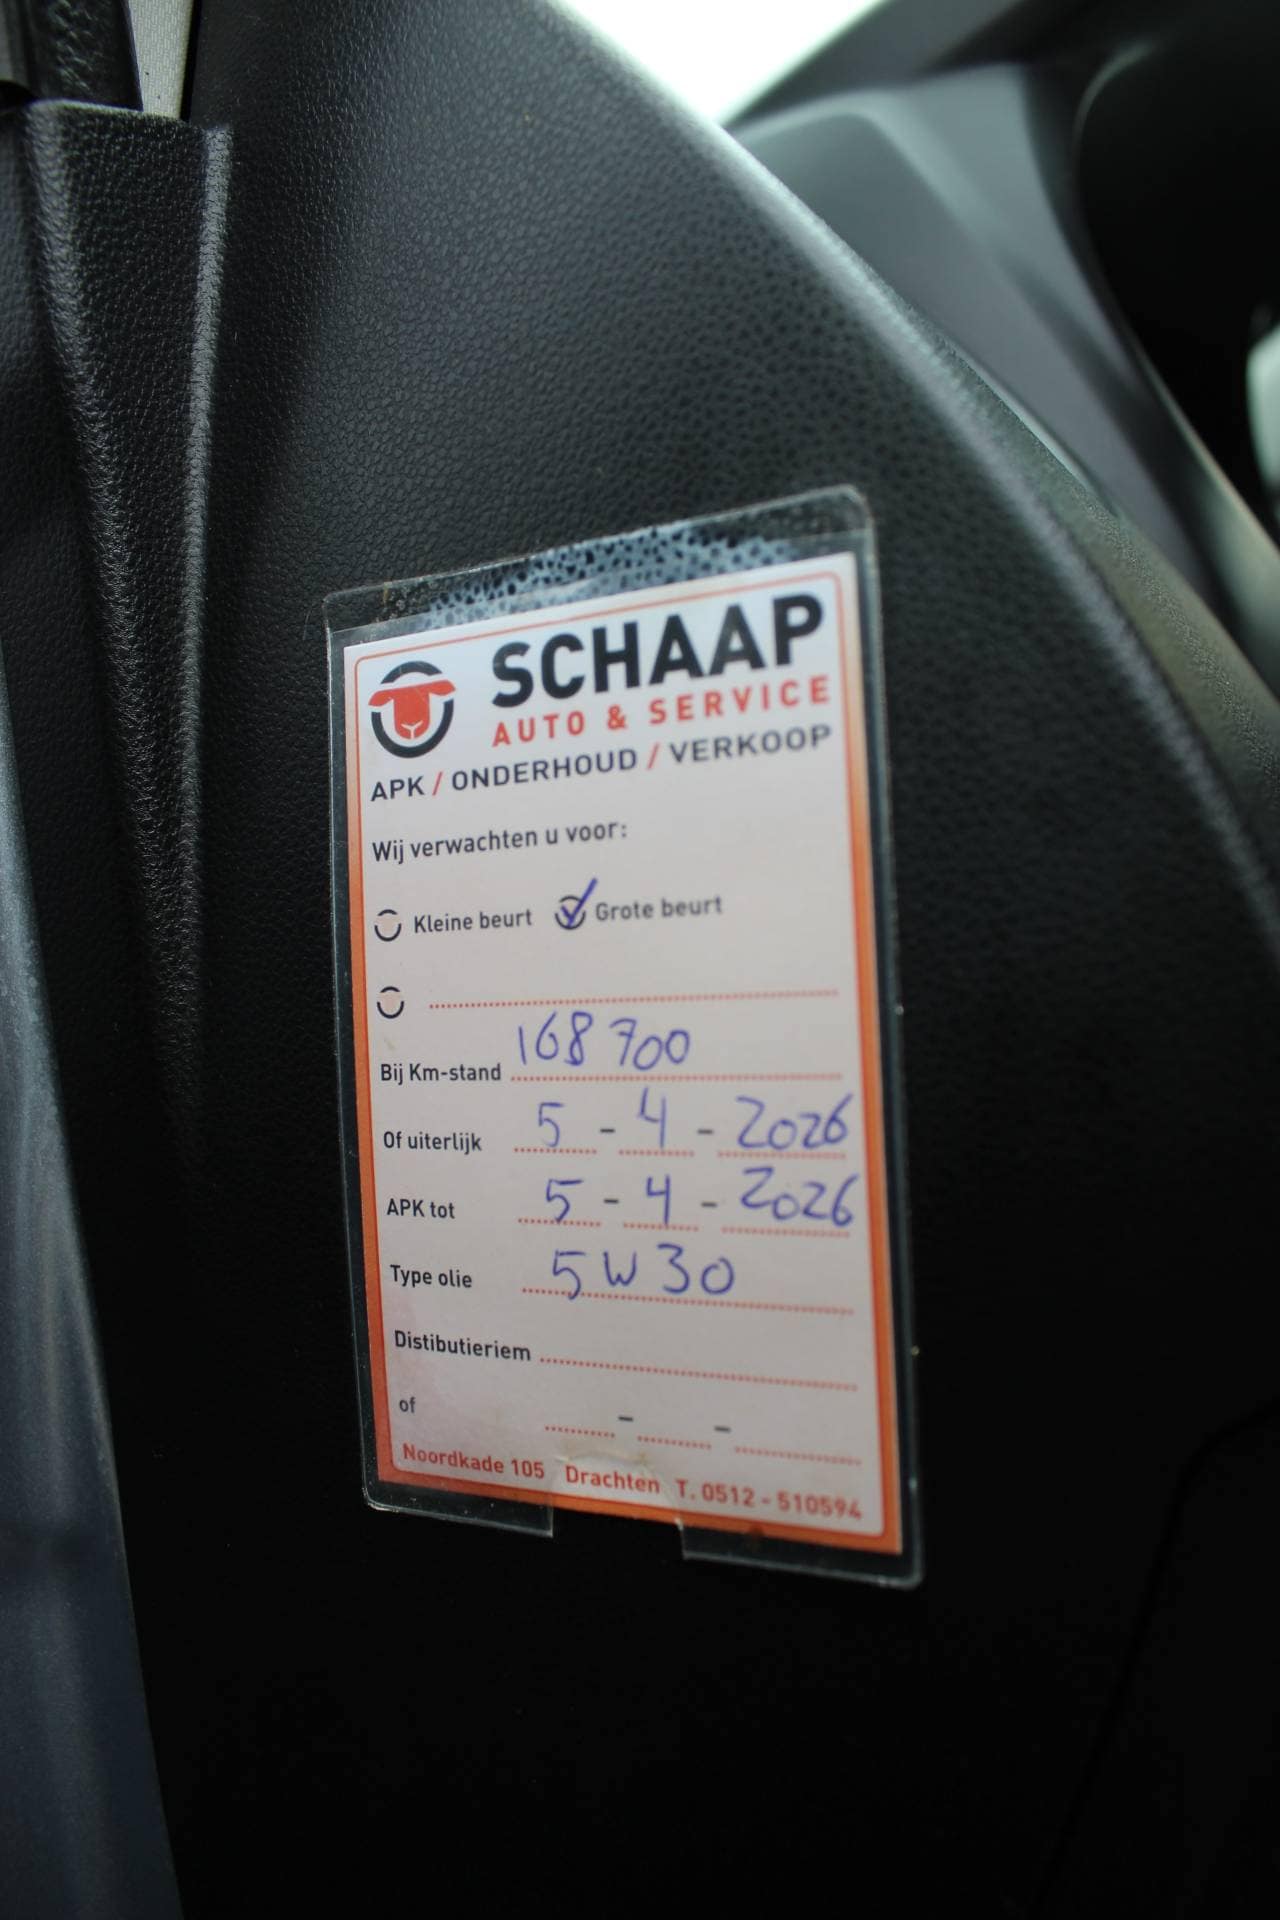 SCHAAP
AUTO & SERVICE
APK / ONDERHOUD / VERKOOP
Wij verwachten u voor:
Kleine beurt Grote beurt
Bij Km-stand 168700
Of uiterlijk 5 - 4 - 2026
APK tot 5 - 4 - 2026
Type olie 5W30
Distibutieriem
of - -
Noordkade 105 Drachten T. 0512 - 510594